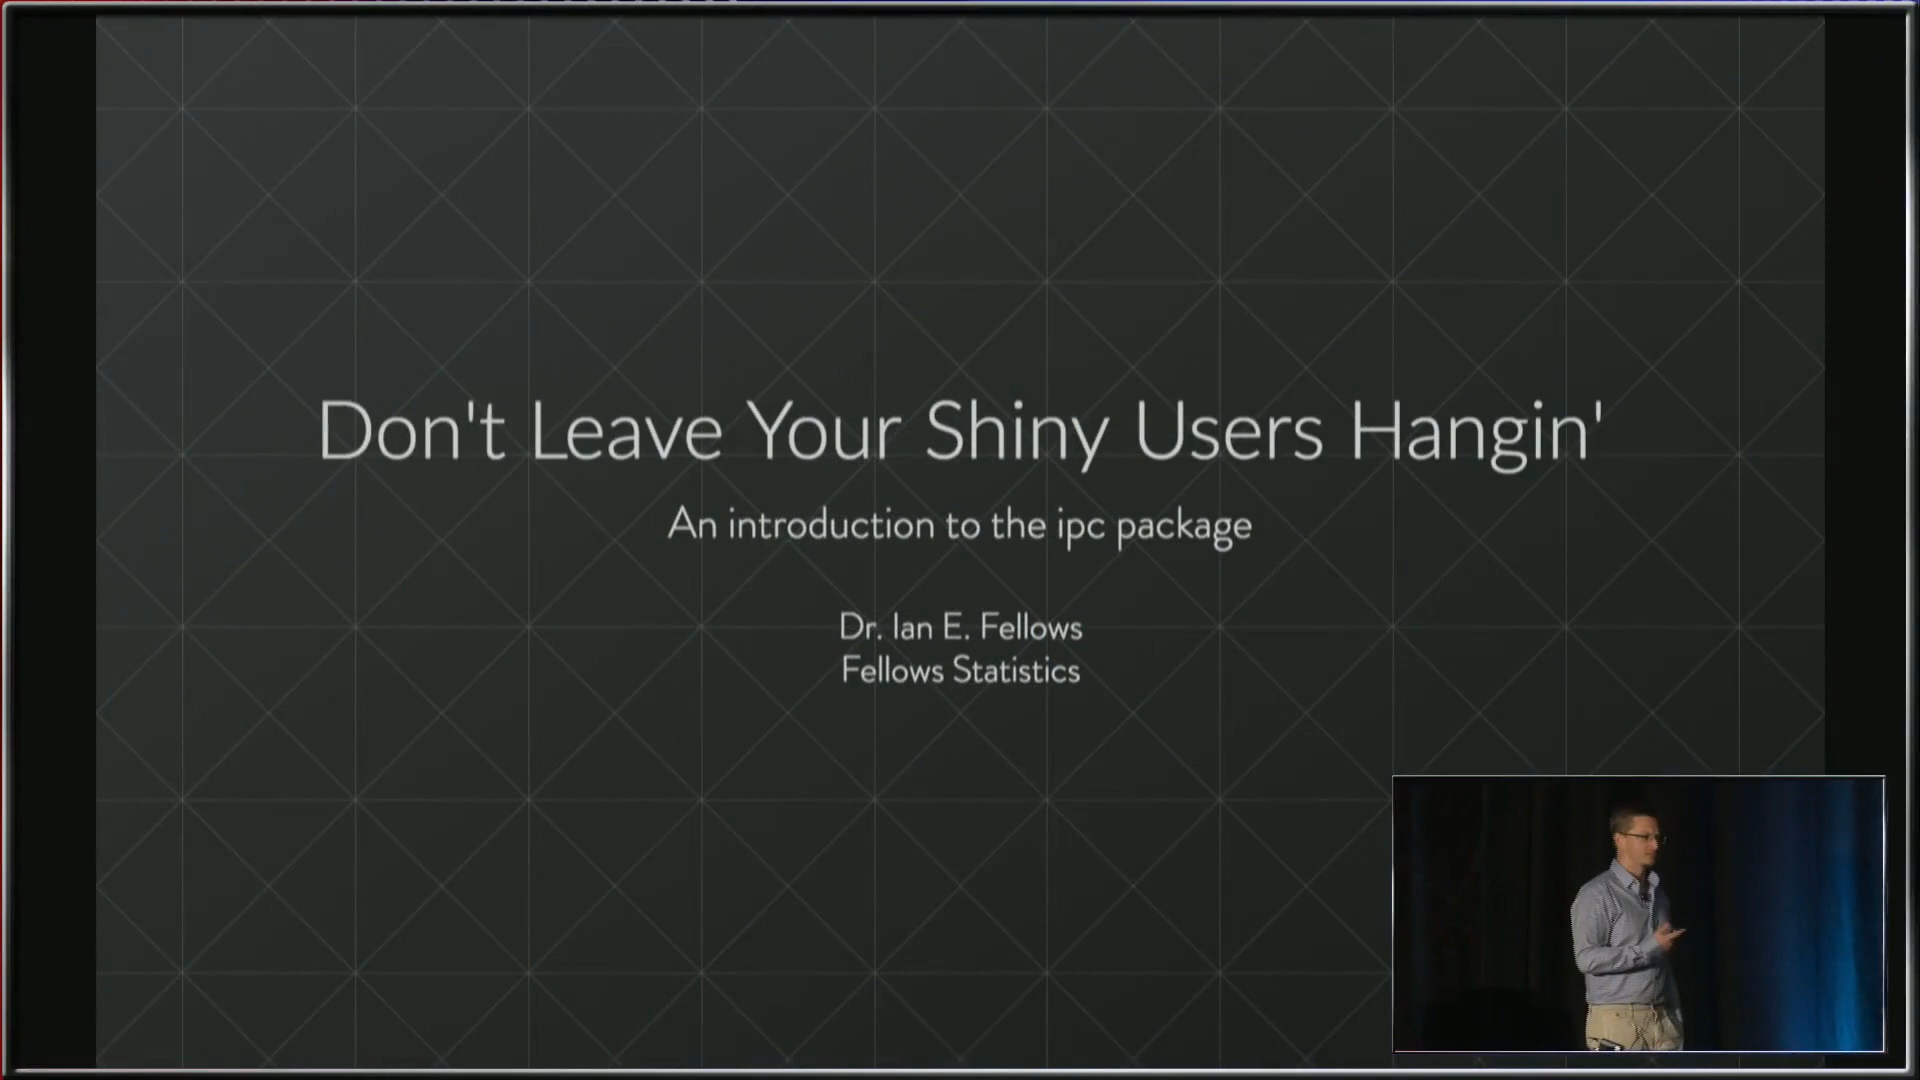 Don't Leave Your Shiny Users Hangin'
An introduction to the ipc package
Dr. Ian E. Fellows
Fellows Statistics